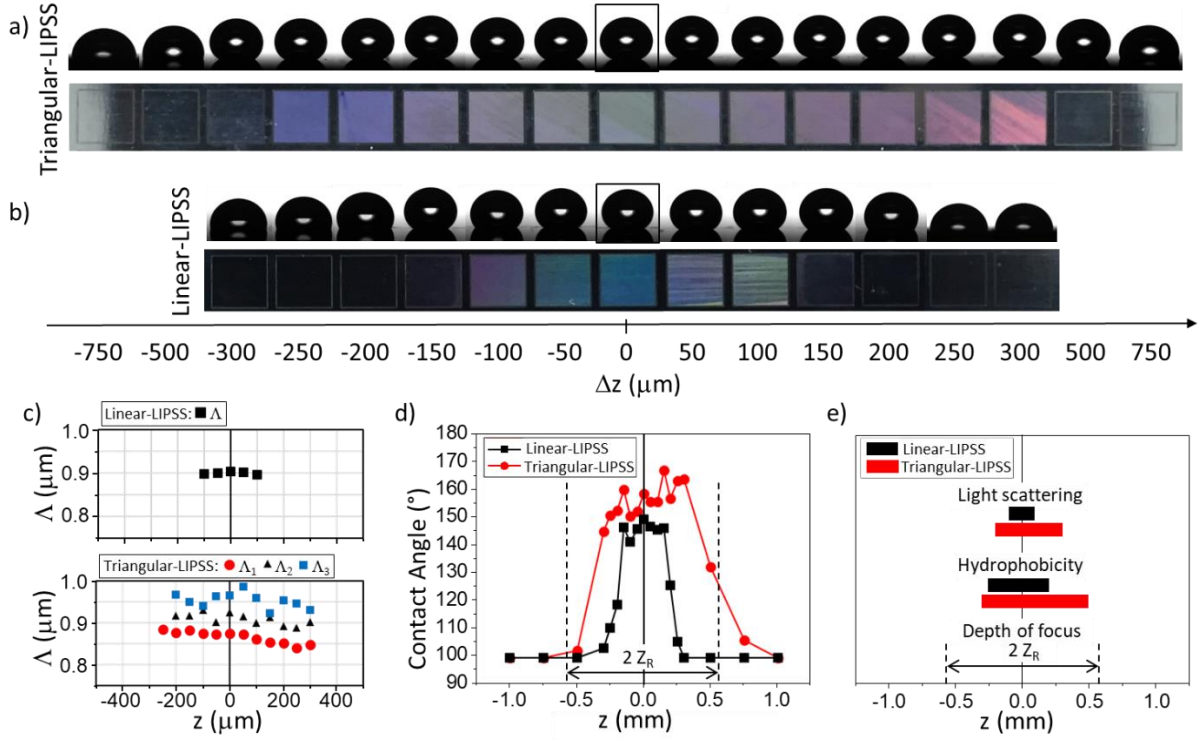 a)
Triangular-LIPSS
b)
Linear-LIPSS
-750 -500 -250 -200 -150 -100 -50 0 50 100 150 200 250 300 500 750
Δz (μm)
c)
Linear-LIPSS: Λ
1.0
0.9
0.8
Λ (μm)
Triangular-LIPSS: Λ1 Λ2 Λ3
1.0
0.9
0.8
Λ (μm)
-400 -200 0 200 400
z (μm)
d)
180
170
160
150
140
130
120
110
100
90
Contact Angle (°)
Linear-LIPSS
Triangular-LIPSS
2 ZR
-1.0 -0.5 0.0 0.5 1.0
z (mm)
e)
Linear-LIPSS
Triangular-LIPSS
Light scattering
Hydrophobicity
Depth of focus
2 ZR
-1.0 -0.5 0.0 0.5 1.0
z (mm)